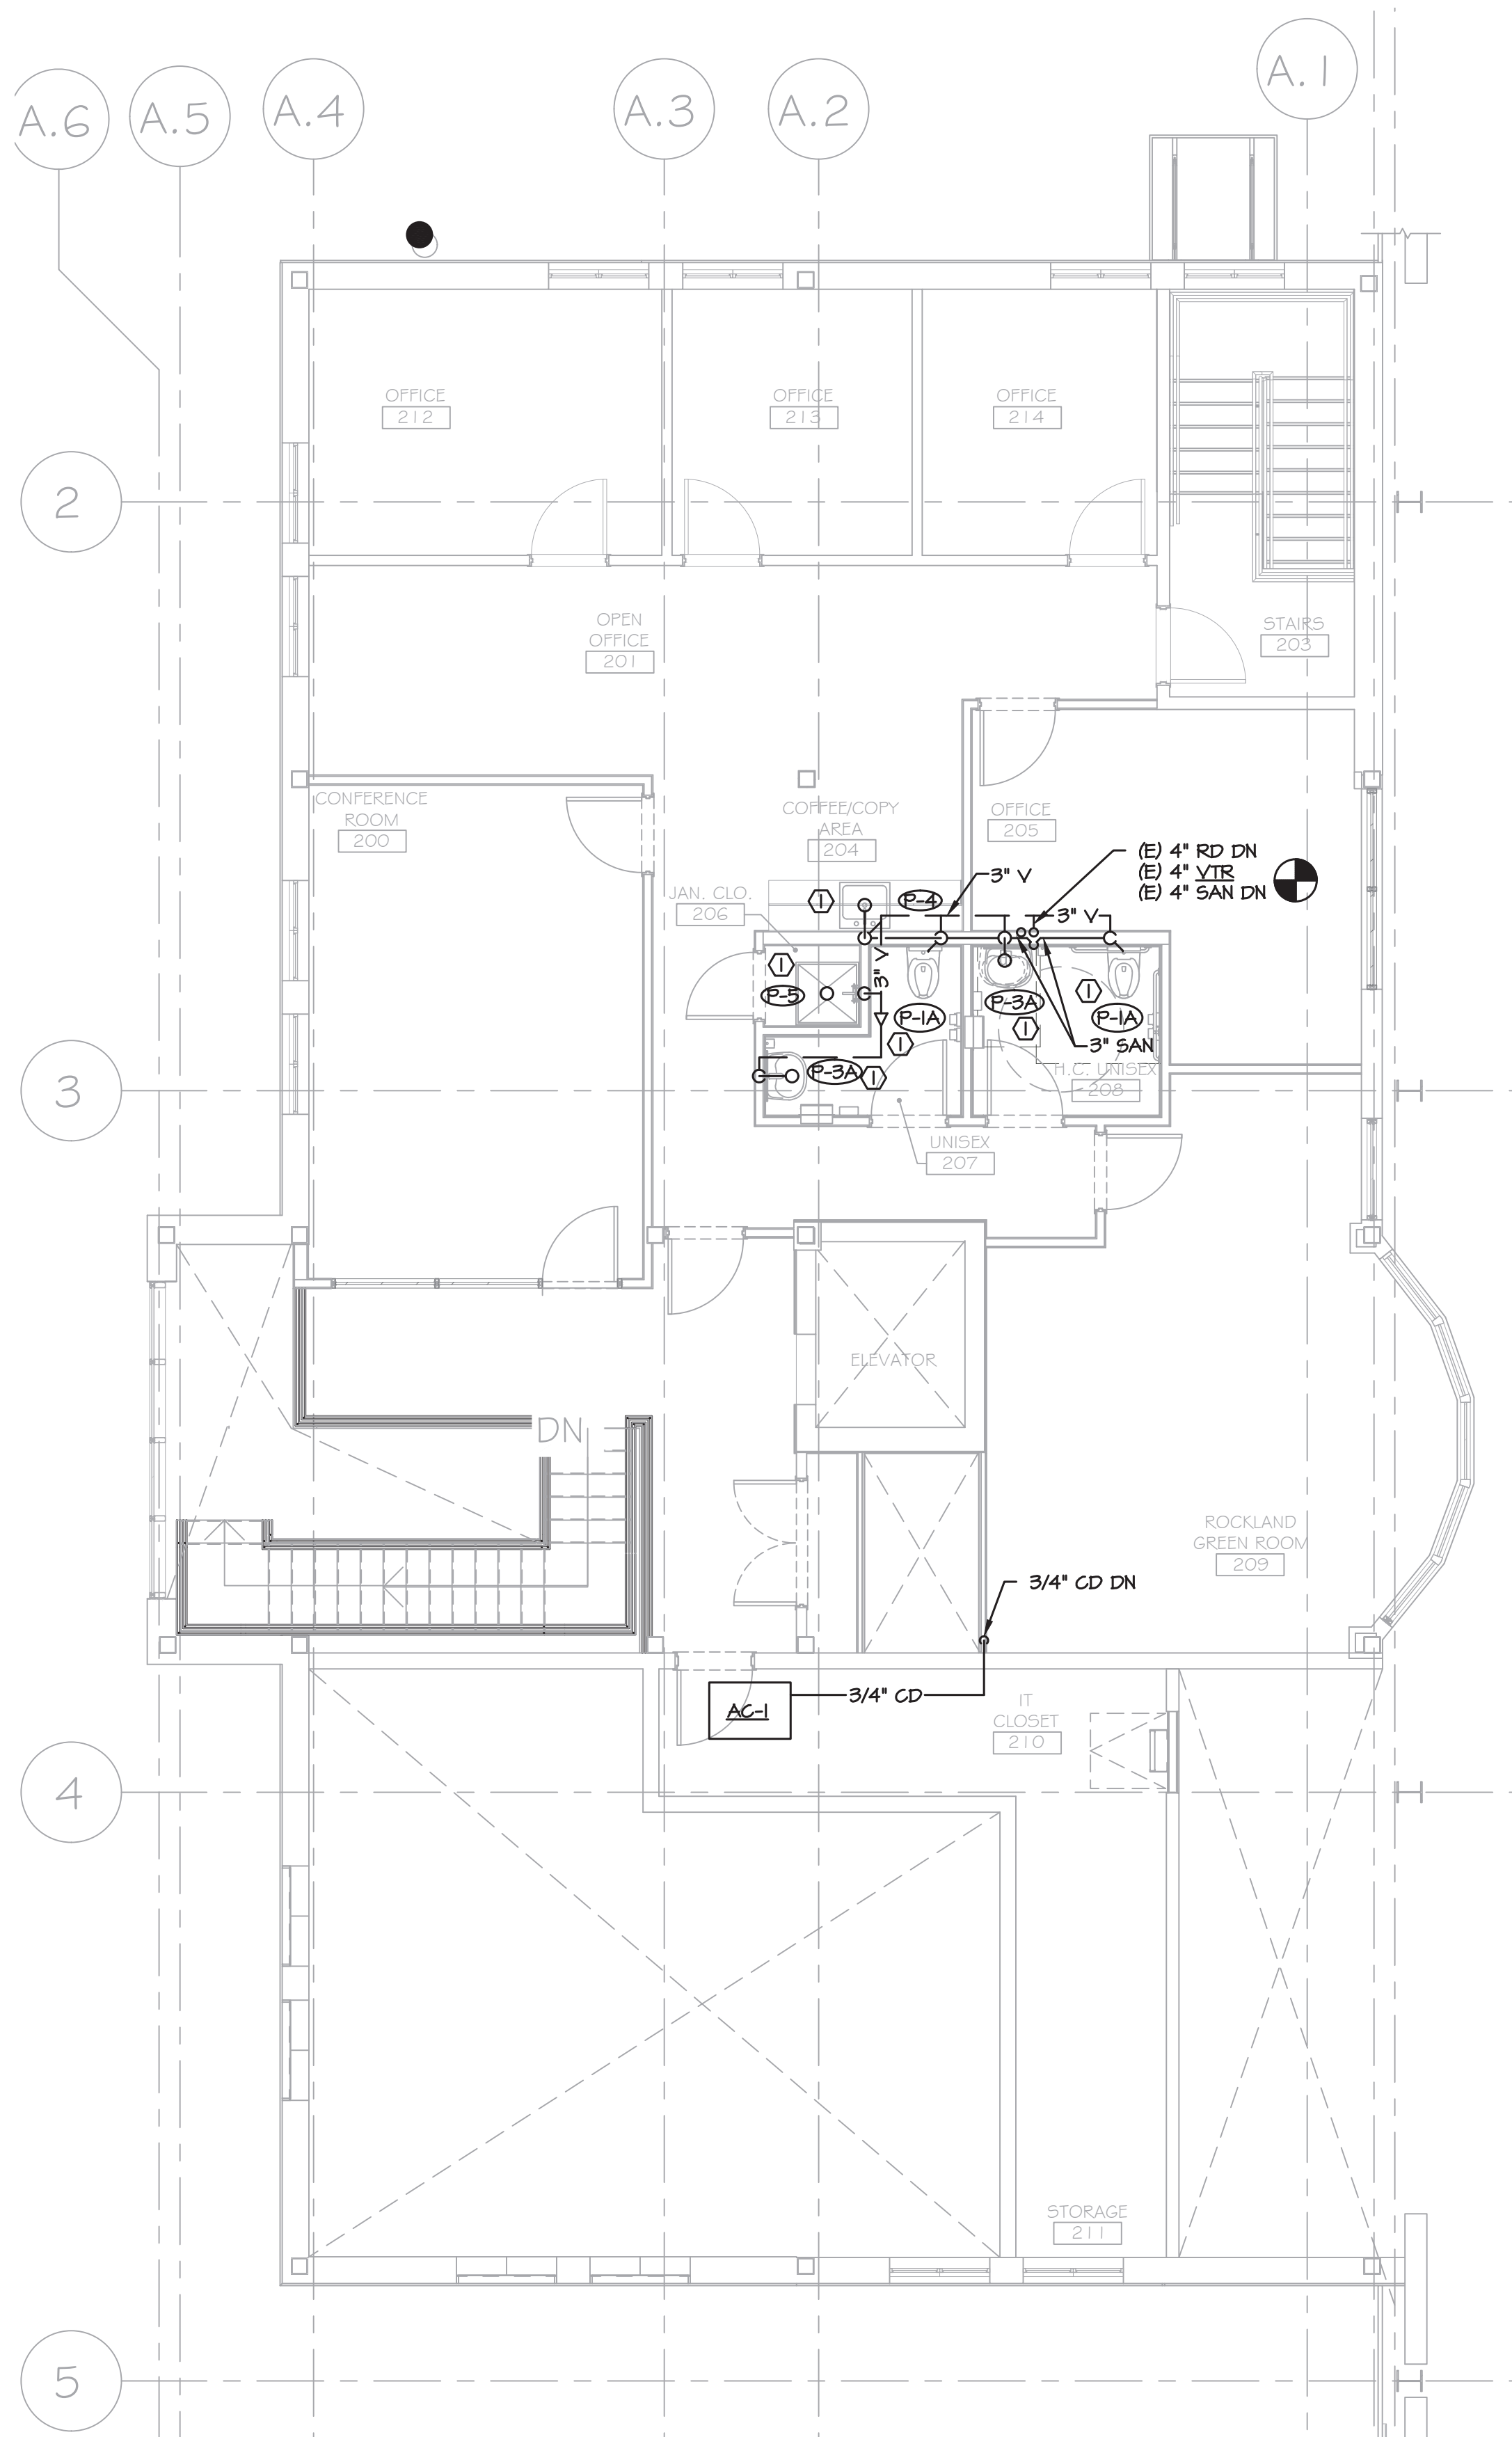 A.6
A.5
A.4
A.3
A.2
A.1
OFFICE
212
OFFICE
213
OFFICE
214
2
OPEN
OFFICE
201
STAIRS
203
CONFERENCE
ROOM
200
COFFEE/COPY
AREA
204
OFFICE
205
(E) 4" RD DN
(E) 4" VTR
(E) 4" SAN DN
3" V
JAN. CLO.
206
1
P-4
3" V
3" V
1
P-5
P-3A
1
P-1A
1
P-1A
1
3" SAN
P-3A
1
3
H.C. UNISEX
208
UNISEX
207
ELEVATOR
DN
ROCKLAND
GREEN ROOM
209
3/4" CD DN
AC-1
3/4" CD
IT
CLOSET
210
4
STORAGE
211
5